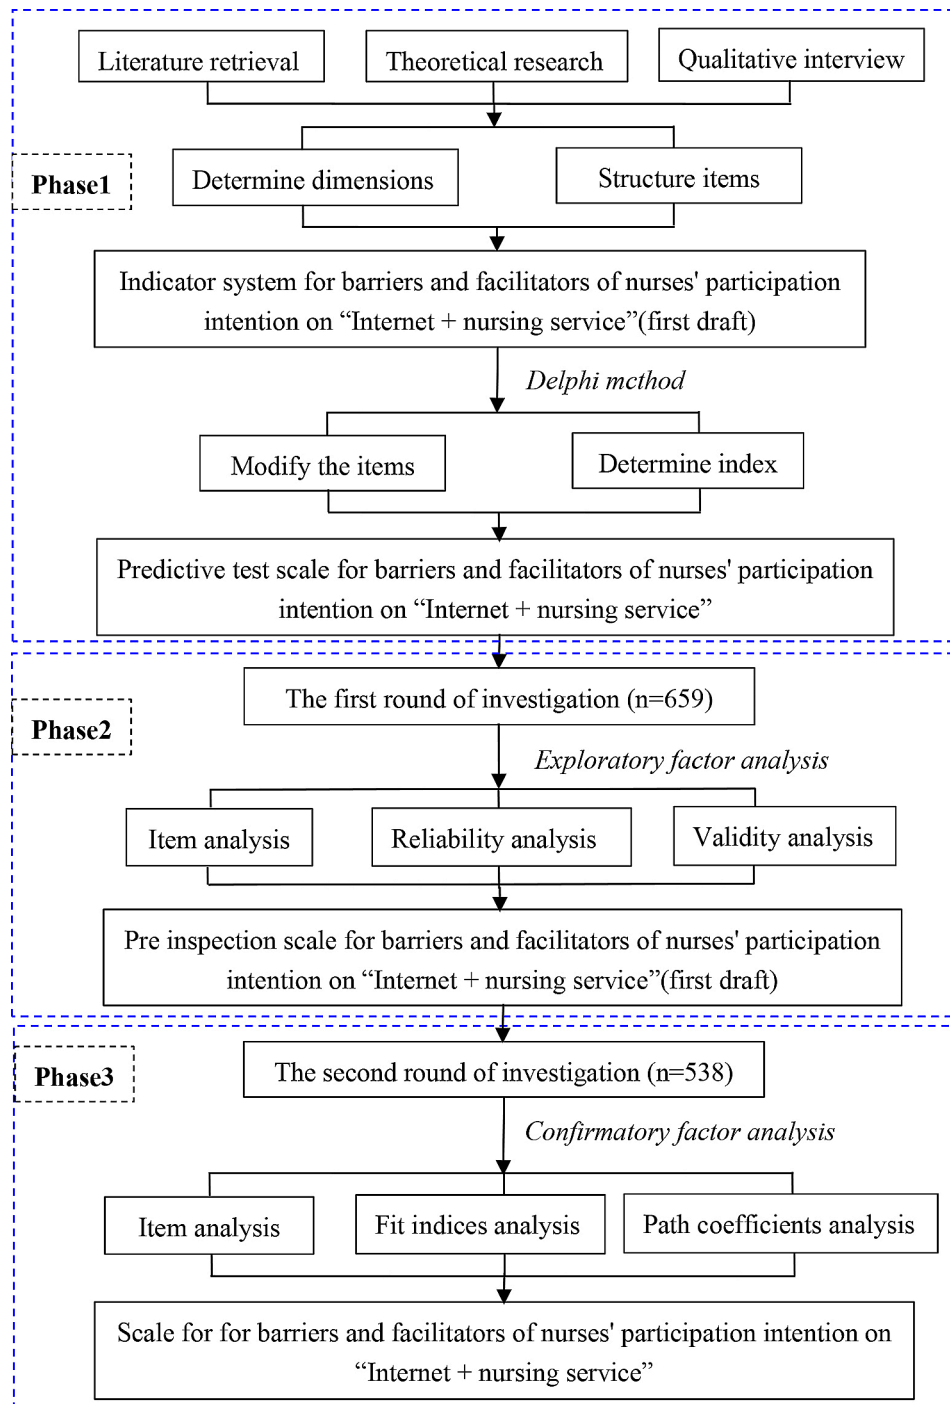 Literature retrieval
Theoretical research
Qualitative interview
Phase1
Determine dimensions
Structure items
Indicator system for barriers and facilitators of nurses' participation
intention on “Internet + nursing service”(first draft)
Delphi mcthod
Modify the items
Determine index
Predictive test scale for barriers and facilitators of nurses' participation
intention on “Internet + nursing service”
The first round of investigation (n=659)
Phase2
Exploratory factor analysis
Item analysis
Reliability analysis
Validity analysis
Pre inspection scale for barriers and facilitators of nurses' participation
intention on “Internet + nursing service”(first draft)
Phase3
The second round of investigation (n=538)
Confirmatory factor analysis
Item analysis
Fit indices analysis
Path coefficients analysis
Scale for for barriers and facilitators of nurses' participation intention on
“Internet + nursing service”